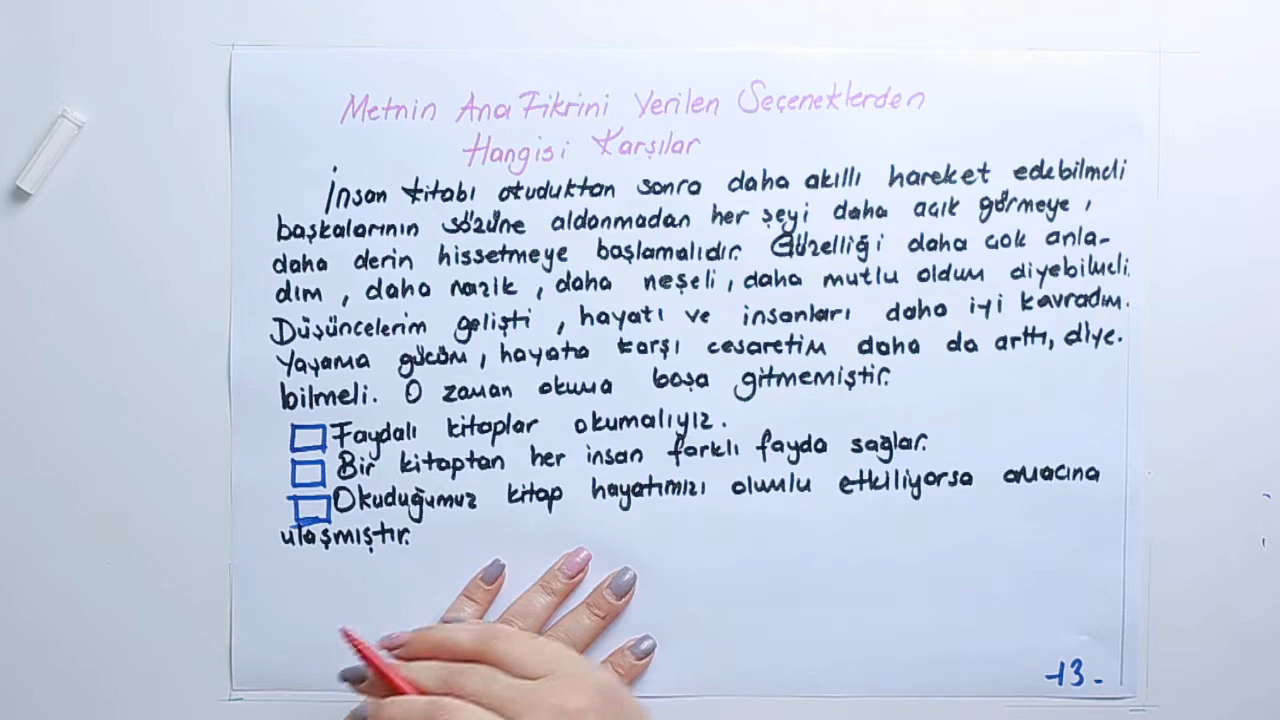 Metnin Ana Fikrini Verilen Seçeneklerden
Hangisi Karşılar
İnsan kitabı okuduktan sonra daha akıllı hareket edebilmeli
başkalarının sözüne aldanmadan her şeyi daha açık görmeye,
daha derin hissetmeye başlamalıdır. Güzelliği daha çok anla-
dım, daha nazik, daha neşeli, daha mutlu oldum diyebilmeli.
Düşüncelerim gelişti, hayatı ve insanları daha iyi kavradım.
Yaşama gücüm, hayata karşı cesaretim daha da arttı, diye.
bilmeli. O zaman okuma boşa gitmemiştir.
Faydalı kitaplar okumalıyız.
Bir kitaptan her insan farklı fayda sağlar.
Okuduğumuz kitap hayatımızı olumlu etkiliyorsa amacına
ulaşmıştır.
-13-